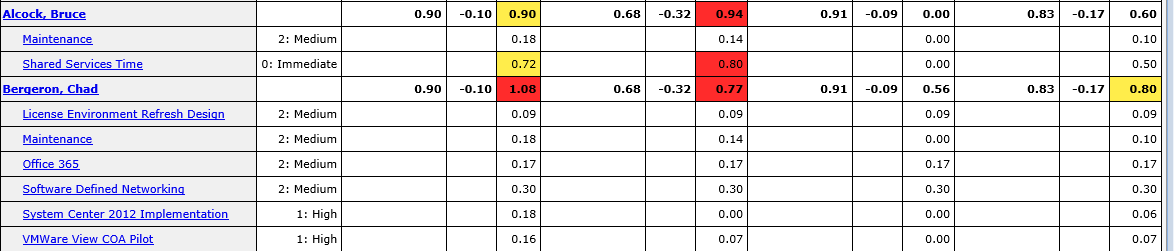 Alcock, Bruce 0.90 -0.10 0.90 0.68 -0.32 0.94 0.91 -0.09 0.00 0.83 -0.17 0.60
Maintenance 2: Medium 0.18 0.14 0.00 0.10
Shared Services Time 0: Immediate 0.72 0.80 0.00 0.50
Bergeron, Chad 0.90 -0.10 1.08 0.68 -0.32 0.77 0.91 -0.09 0.56 0.83 -0.17 0.80
License Environment Refresh Design 2: Medium 0.09 0.09 0.09 0.09
Maintenance 2: Medium 0.18 0.14 0.00 0.10
Office 365 2: Medium 0.17 0.17 0.17 0.17
Software Defined Networking 2: Medium 0.30 0.30 0.30 0.30
System Center 2012 Implementation 1: High 0.18 0.00 0.00 0.06
VMWare View COA Pilot 1: High 0.16 0.07 0.00 0.07